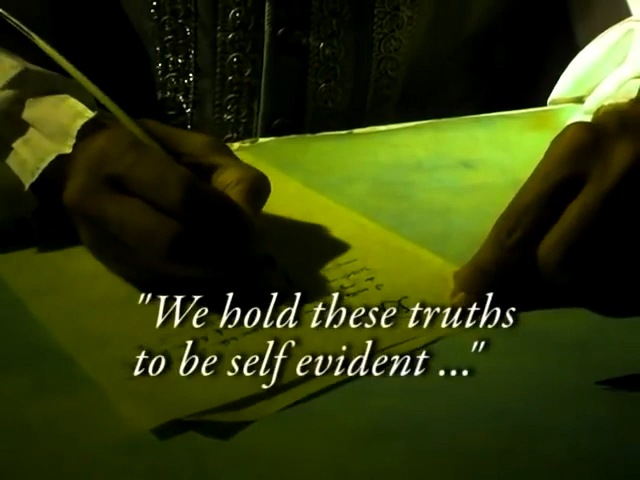 "We hold these truths
to be self evident ..."